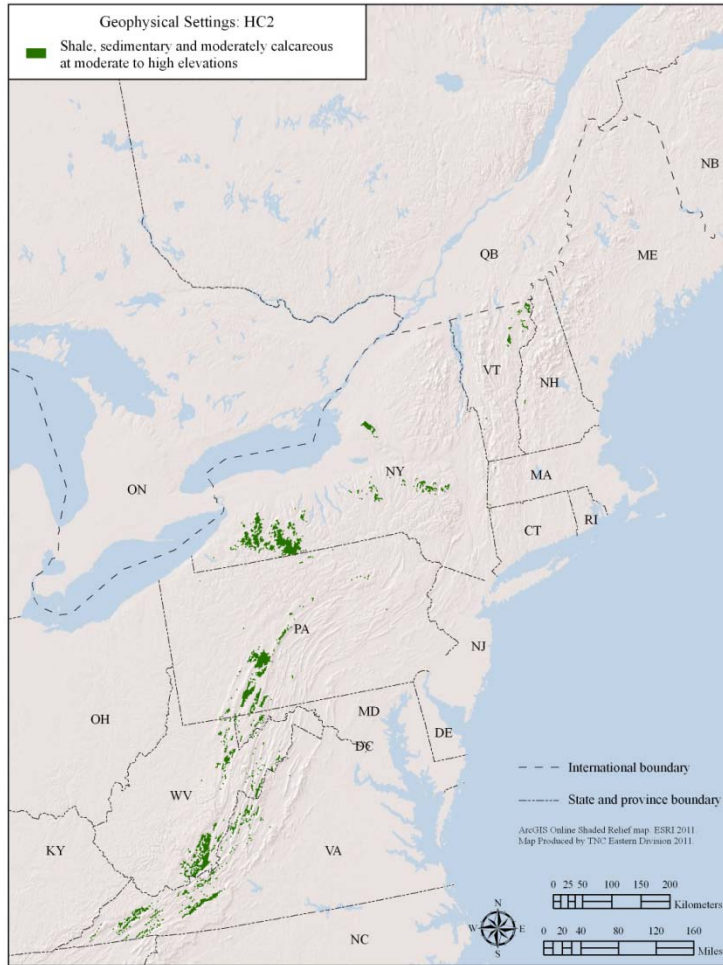 Geophysical Settings: HC2
Shale, sedimentary and moderately calcareous
at moderate to high elevations
NB
QB
ME
VT
NH
NY
MA
ON
CT
RI
PA
NJ
OH
MD
DE
DC
WV
KY
VA
NC
International boundary
State and province boundary
ArcGIS Online Shaded Relief map. ESRI 2011.
Map Produced by TNC Eastern Division 2011.
0 25 50 100 150 200
Kilometers
N
W E
S
0 20 40 80 120 160
Miles